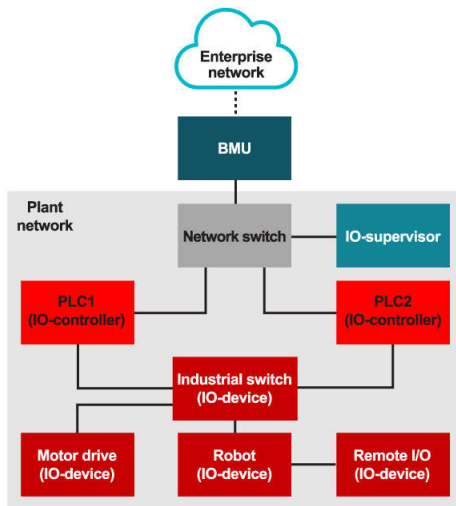 Enterprise
network
BMU
Plant
network
Network switch
IO-supervisor
PLC1
(IO-controller)
PLC2
(IO-controller)
Industrial switch
(IO-device)
Motor drive
(IO-device)
Robot
(IO-device)
Remote I/O
(IO-device)